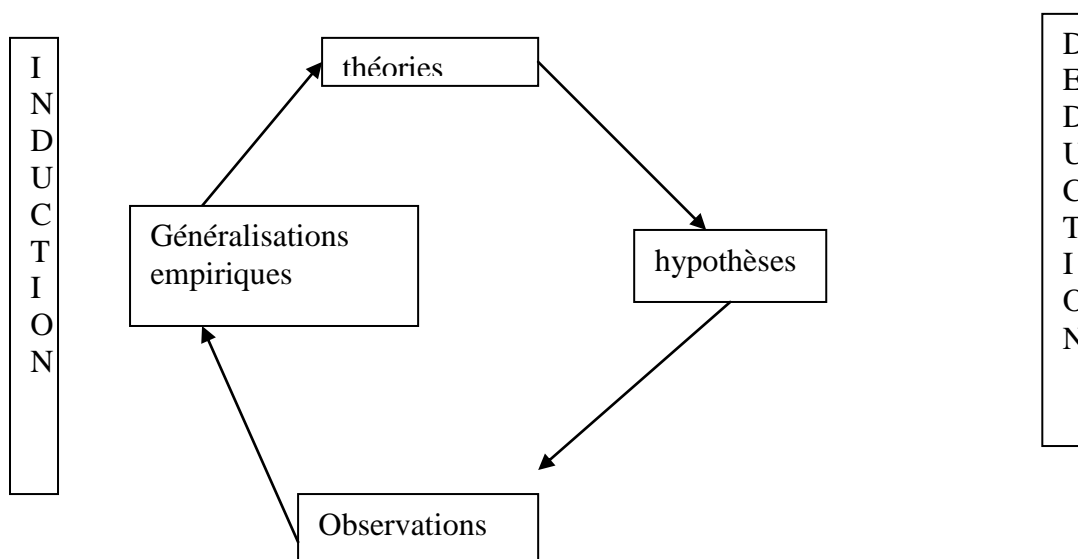 INDUCTION
théories
Généralisations
empiriques
hypothèses
Observations
DEDUCTION